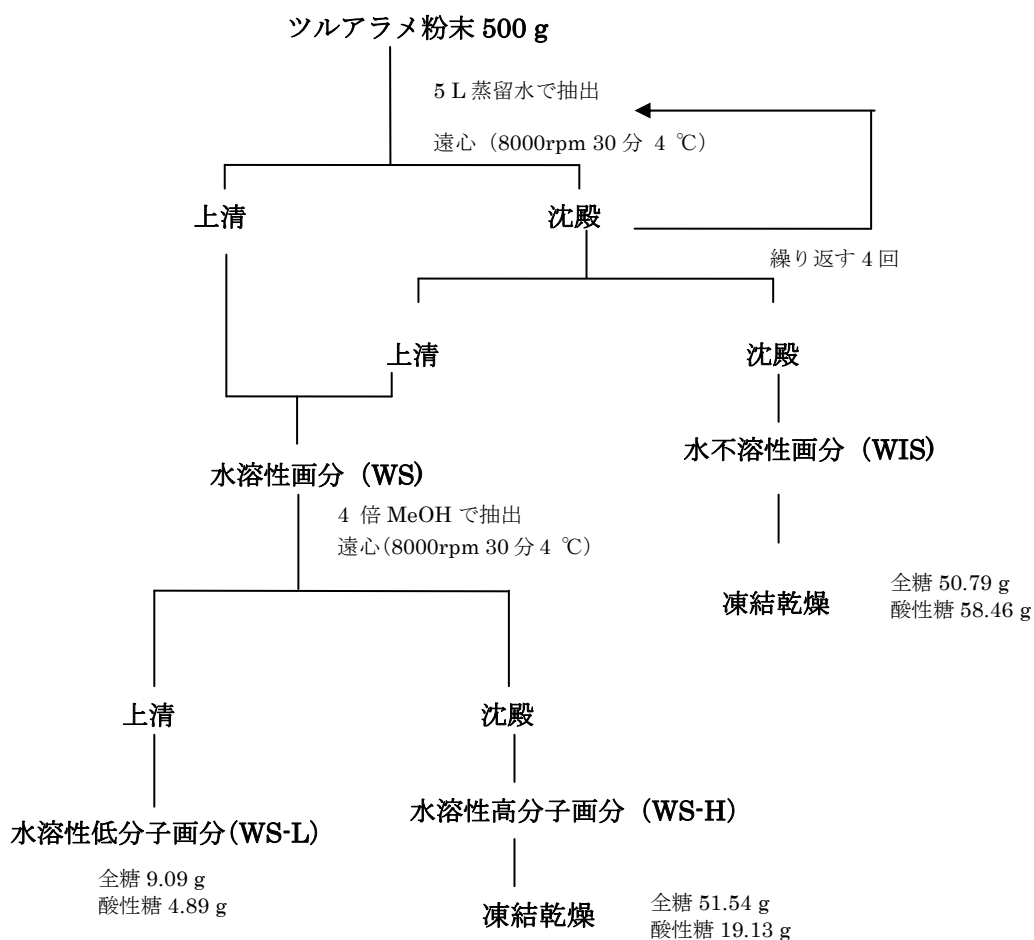 ツルアラメ粉末 500 g
5 L 蒸留水で抽出
遠心（8000rpm 30 分 4 ℃）
上清
沈殿
繰り返す 4 回
上清
沈殿
水溶性画分（WS)
水不溶性画分（WIS）
4 倍 MeOH で抽出
遠心（8000rpm 30 分 4 ℃）
凍結乾燥
全糖 50.79 g
酸性糖 58.46 g
上清
沈殿
水溶性低分子画分（WS-L）
水溶性高分子画分（WS-H）
全糖 9.09 g
酸性糖 4.89 g
凍結乾燥
全糖 51.54 g
酸性糖 19.13 g